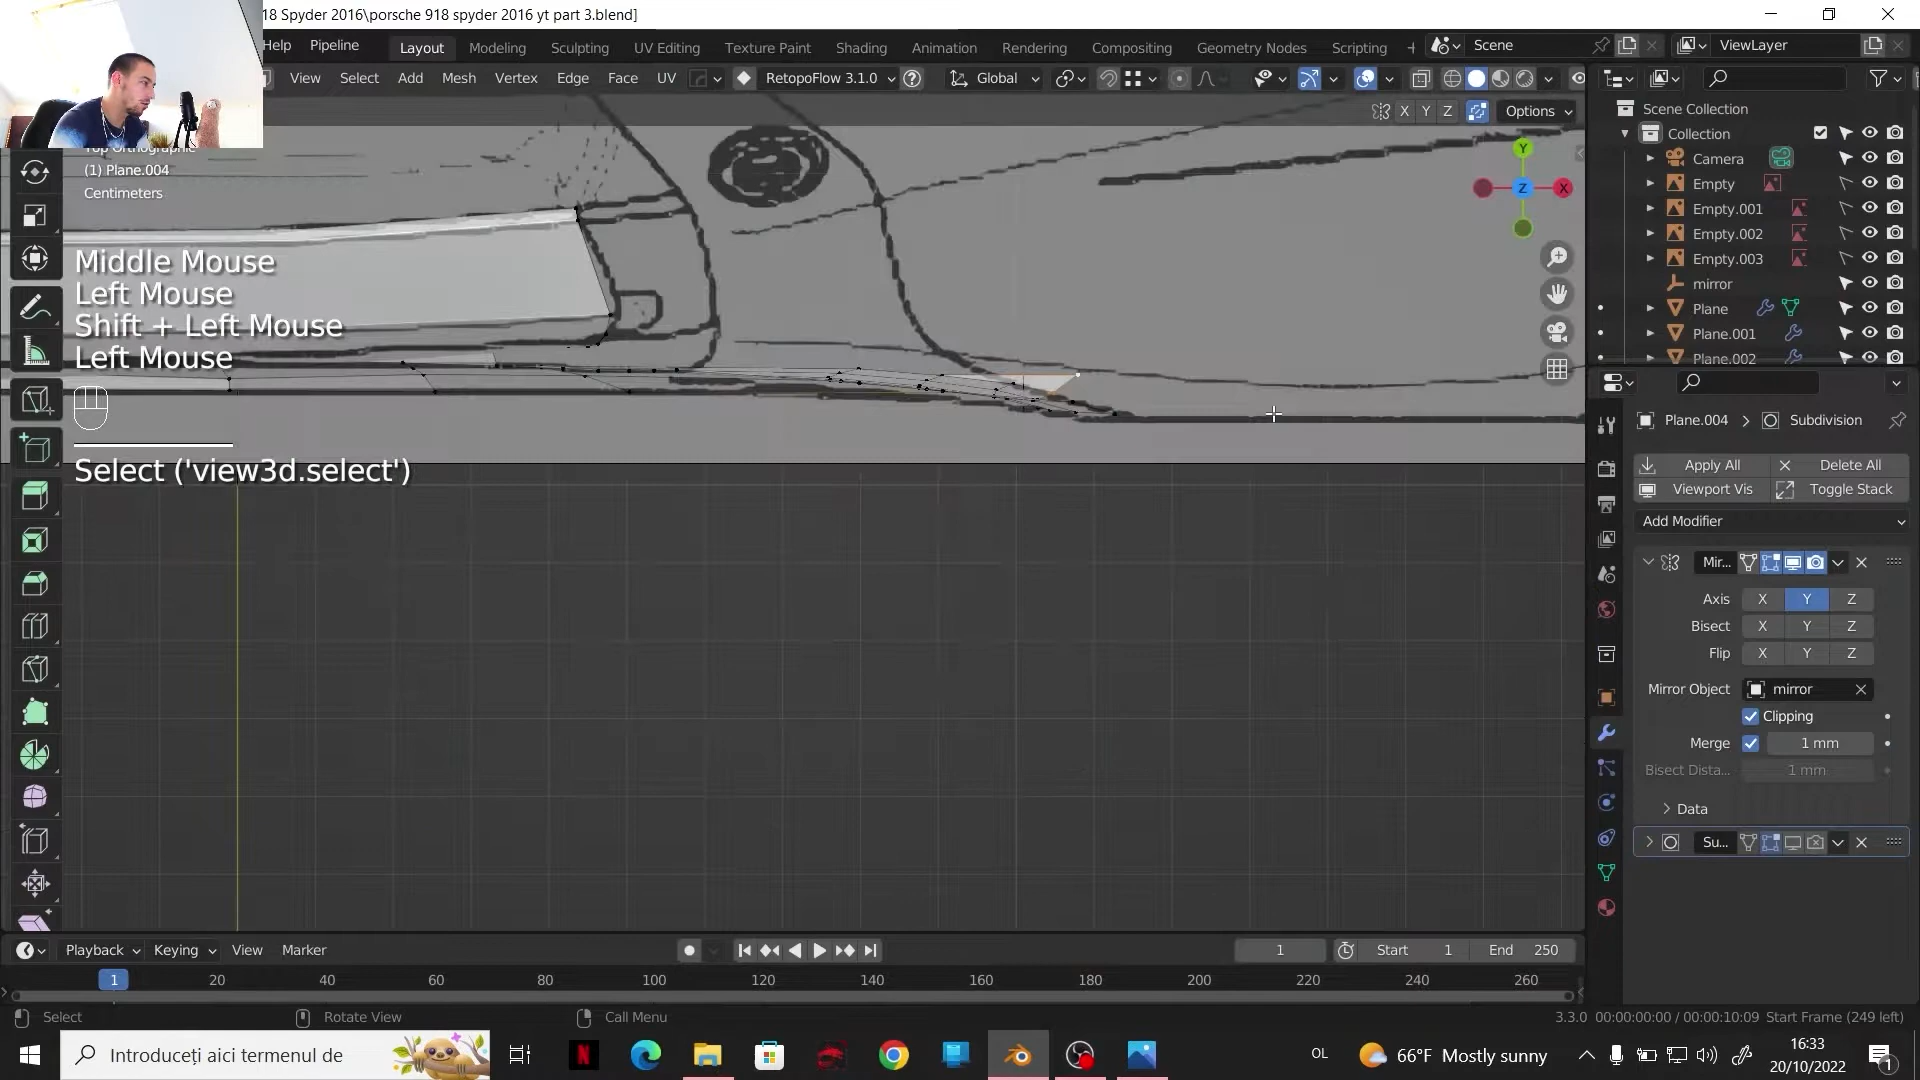 18 Spyder 2016\porsche 918 spyder 2016 yt part 3.blend]
Help Pipeline Layout Modeling Sculpting UV Editing Texture Paint Shading Animation Rendering Compositing Geometry Nodes Scripting + Scene ViewLayer
View Select Add Mesh Vertex Edge Face UV RetopoFlow 3.1.0 Global
X Y Z Options
(1) Plane.004
Centimeters
Middle Mouse
Left Mouse
Shift + Left Mouse
Left Mouse
Select ('view3d.select')
Y
Z X
Scene Collection
Collection
Camera
Empty
Empty.001
Empty.002
Empty.003
mirror
Plane
Plane.001
Plane.002
Plane.004 > Subdivision
Apply All Delete All
Viewport Vis Toggle Stack
Add Modifier
Mir...
Axis X Y Z
Bisect X Y Z
Flip X Y Z
Mirror Object mirror
Clipping
Merge 1 mm
Bisect Dista... 1 mm
Data
Su...
Playback Keying View Marker 1 Start 1 End 250
1 20 40 60 80 100 120 140 160 180 200 220 240 260
Select Rotate View Call Menu 3.3.0 00:00:00:00 / 00:00:10:09 Start Frame (249 left)
Introduceți aici termenul de OL 66°F Mostly sunny 16:33
20/10/2022 1